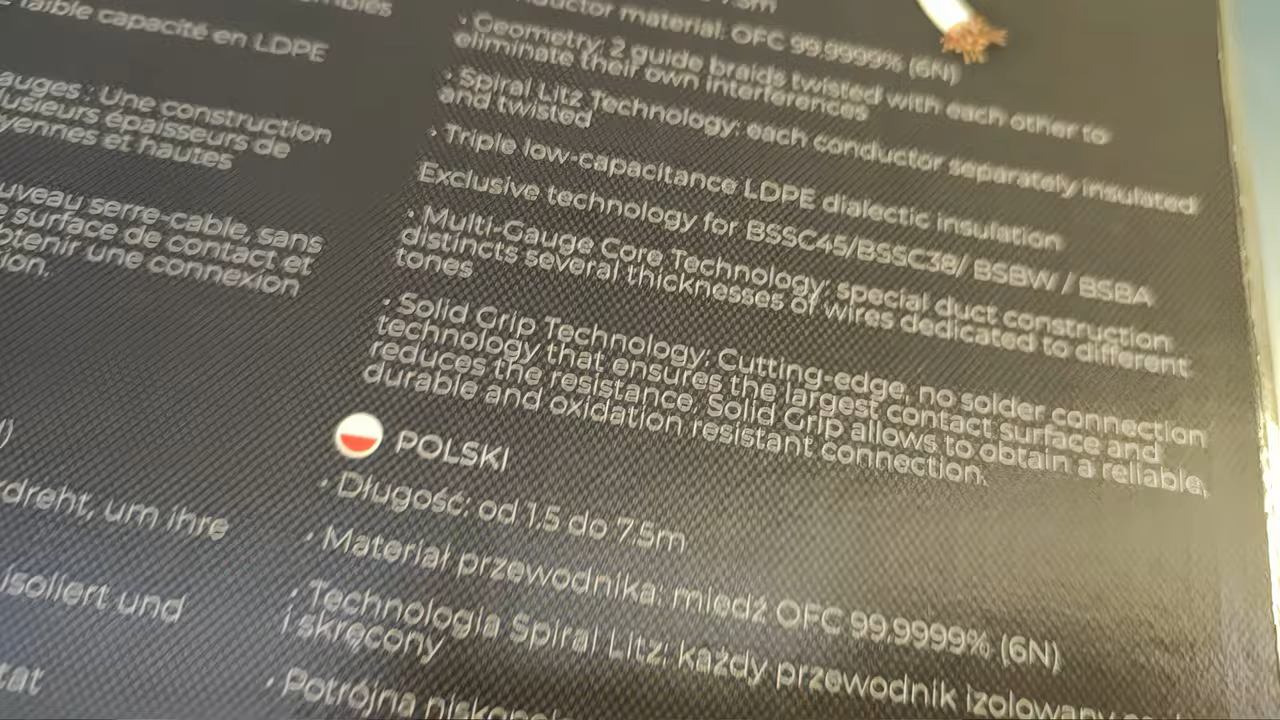 faible capacité en LDPE
Une construction
usieurs épaisseurs de
yennes et hautes
uveau serre-cable, sans
surface de contact et
btenir une connexion
ion.
dreht, um ihre
isoliert und
tat
7.5m
ductor material: OFC 99.9999% (6N)
• Geometry: 2 guide braids twisted with each other to
eliminate their own interferences
• Spiral Litz Technology: each conductor separately insulated
and twisted
• Triple low-capacitance LDPE dialectic insulation
Exclusive technology for BSSC45/BSSC38/ BSBW / BSBA
• Multi-Gauge Core Technology: special duct construction
distincts several thicknesses of wires dedicated to different
tones
• Solid Grip Technology: Cutting-edge, no solder connection
technology that ensures the largest contact surface and
reduces the resistance. Solid Grip allows to obtain a reliable,
durable and oxidation resistant connection.
POLSKI
• Długość: od 1.5 do 7.5m
• Materiał przewodnika: miedź OFC 99.9999% (6N)
• Technologia Spiral Litz: każdy przewodnik izolowany
i skręcony
• Potrójna